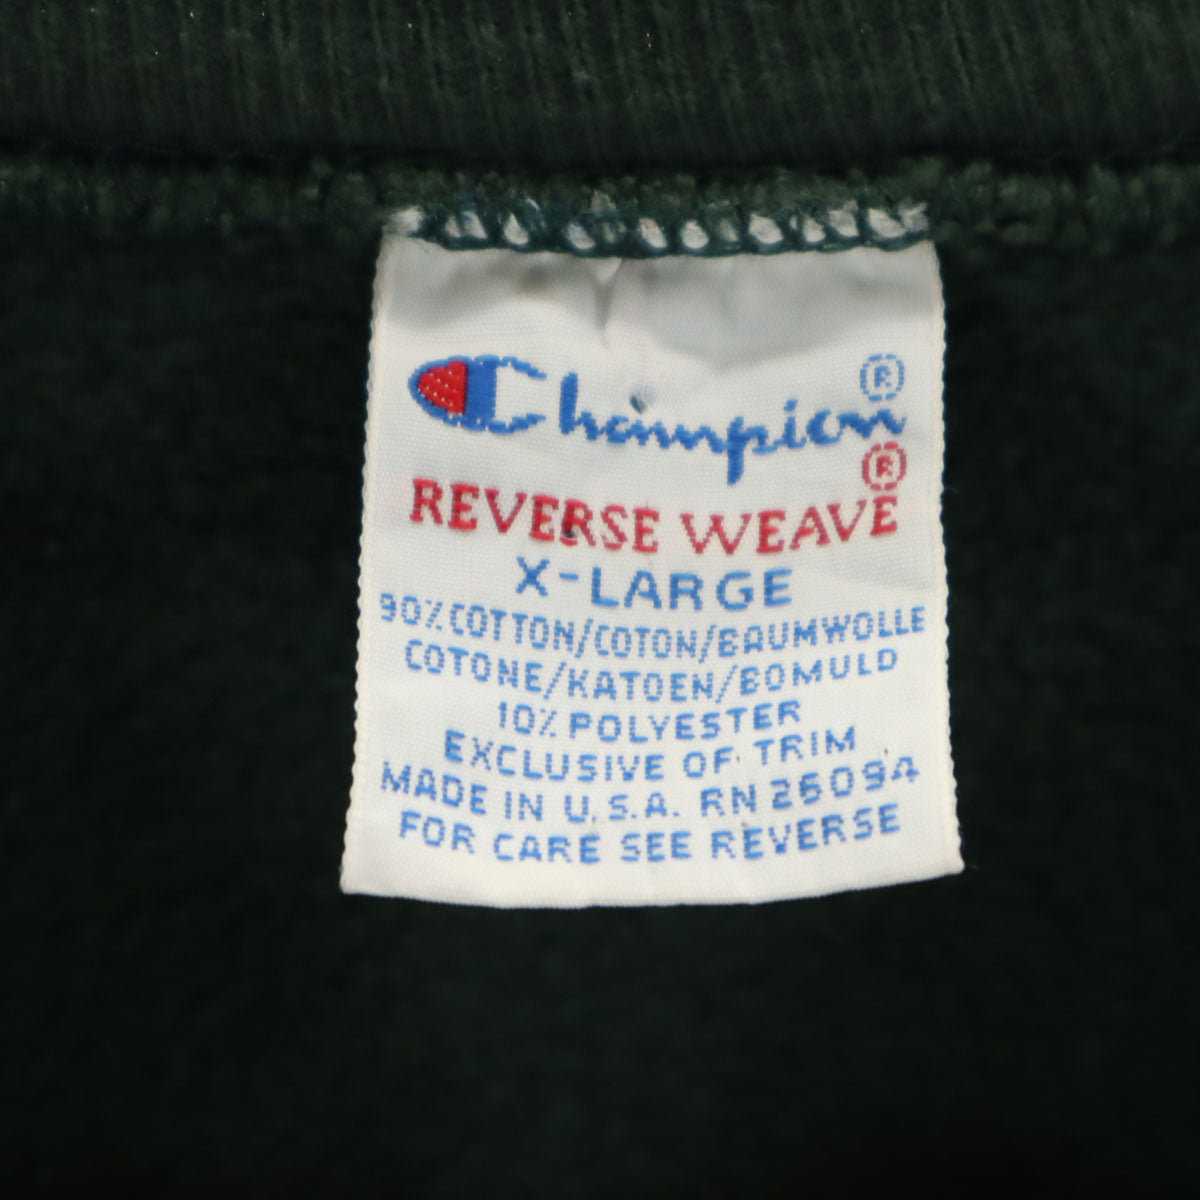 Champion®
REVERSE WEAVE®
X-LARGE
90% COTTON/COTON/BAUMWOLLE
COTONE/KATOEN/BOMULD
10% POLYESTER
EXCLUSIVE OF TRIM
MADE IN U.S.A. RN 26094
FOR CARE SEE REVERSE